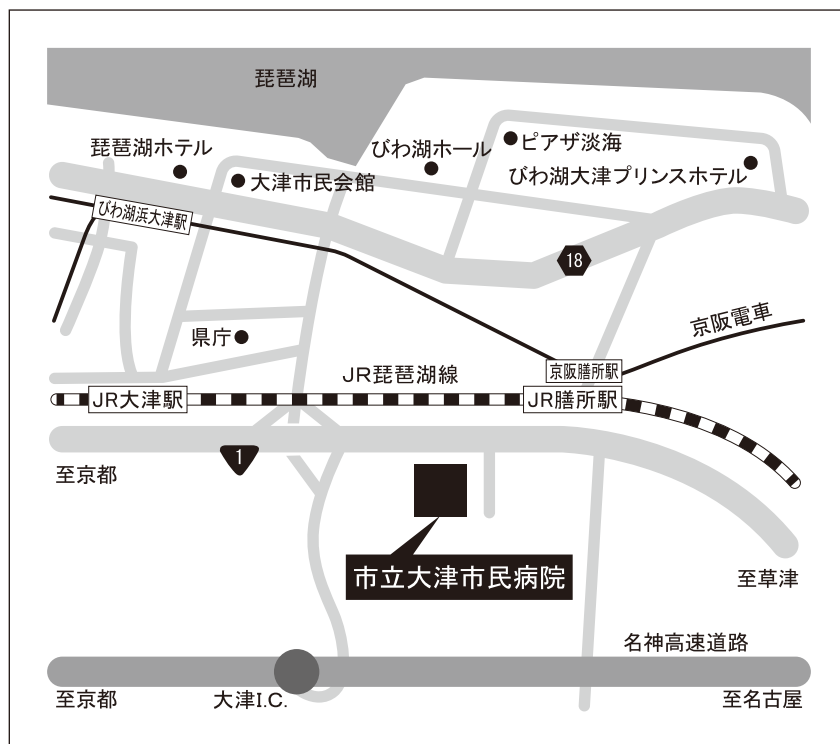 琵琶湖
琵琶湖ホテル
大津市民会館
びわ湖ホール
ピアザ淡海
びわ湖大津プリンスホテル
びわ湖浜大津駅
18
京阪電車
県庁
JR琵琶湖線
京阪膳所駅
JR大津駅
JR膳所駅
1
至京都
市立大津市民病院
至草津
名神高速道路
至京都
大津I.C.
至名古屋